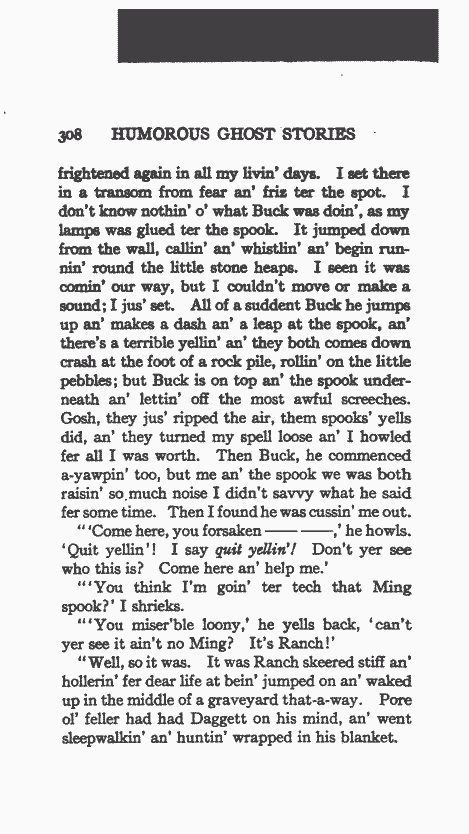 308 HUMOROUS GHOST STORIES
frightened again in all my livin' days. I set there
in a transom from fear an' friz ter the spot. I
don't know nothin' o' what Buck was doin', as my
lamps was glued ter the spook. It jumped down
from the wall, callin' an' whistlin' an' begin run-
nin' round the little stone heaps. I seen it was
comin' our way, but I couldn't move or make a
sound; I jus' set. All of a suddent Buck he jumps
up an' makes a dash an' a leap at the spook, an'
there's a terrible yellin' an' they both comes down
crash at the foot of a rock pile, rollin' on the little
pebbles; but Buck is on top an' the spook under-
neath an' lettin' off the most awful screeches.
Gosh, they jus' ripped the air, them spooks' yells
did, an' they turned my spell loose an' I howled
fer all I was worth. Then Buck, he commenced
a-yawpin' too, but me an' the spook we was both
raisin' so much noise I didn't savvy what he said
fer some time. Then I found he was cussin' me out.
"'Come here, you forsaken —— ——,' he howls.
'Quit yellin'! I say quit yellin'! Don't yer see
who this is? Come here an' help me.'
"'You think I'm goin' ter tech that Ming
spook?' I shrieks.
"'You miser'ble loony,' he yells back, 'can't
yer see it ain't no Ming? It's Ranch!'
"Well, so it was. It was Ranch skeered stiff an'
hollerin' fer dear life at bein' jumped on an' waked
up in the middle of a graveyard that-a-way. Pore
ol' feller had had Daggett on his mind, an' went
sleepwalkin' an' huntin' wrapped in his blanket.